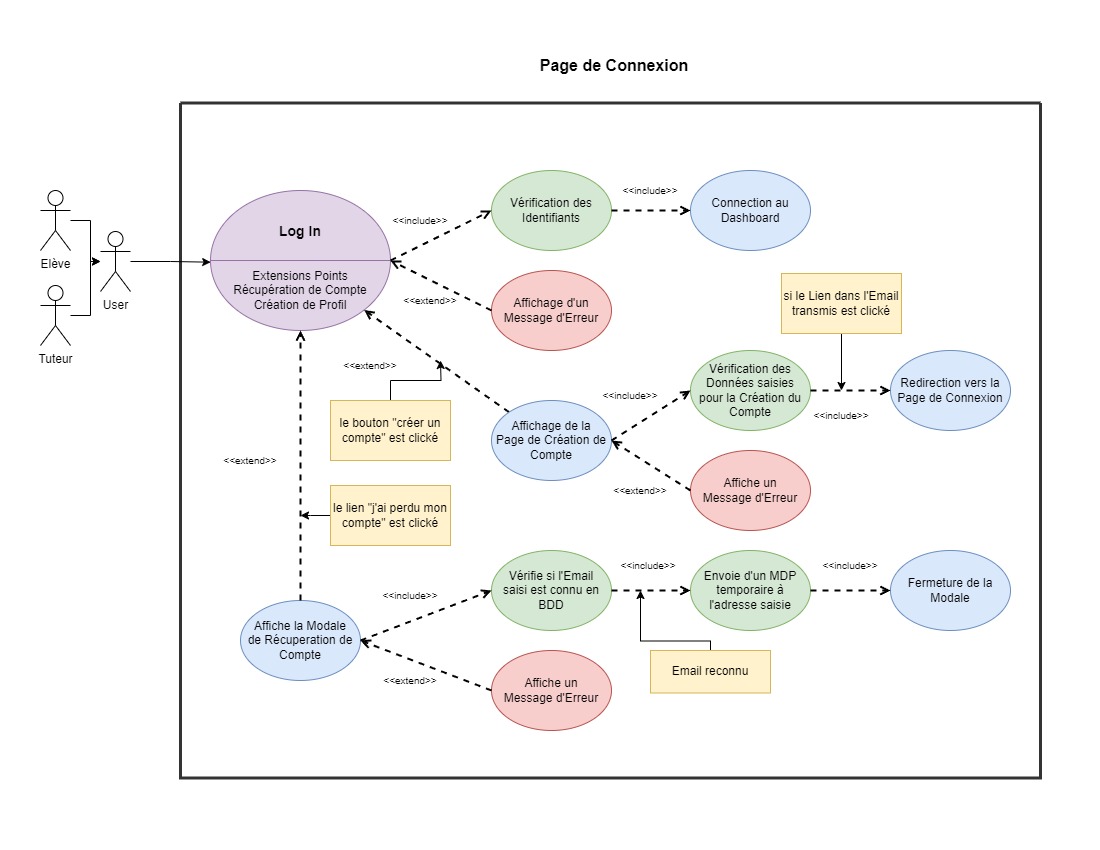 Page de Connexion
Elève
User
Tuteur
Log In
Extensions Points
Récupération de Compte
Création de Profil
<<include>>
Vérification des
Identifiants
<<include>>
Connection au
Dashboard
<<extend>>
Affichage d'un
Message d'Erreur
si le Lien dans l'Email
transmis est clické
<<extend>>
le bouton "créer un
compte" est clické
Affichage de la
Page de Création de
Compte
<<include>>
Vérification des
Données saisies
pour la Création du
Compte
<<include>>
Redirection vers la
Page de Connexion
<<extend>>
Affiche un
Message d'Erreur
<<extend>>
le lien "j'ai perdu mon
compte" est clické
Affiche la Modale
de Récuperation de
Compte
<<include>>
Vérifie si l'Email
saisi est connu en
BDD
<<include>>
Envoie d'un MDP
temporaire à
l'adresse saisie
<<include>>
Fermeture de la
Modale
Email reconnu
<<extend>>
Affiche un
Message d'Erreur